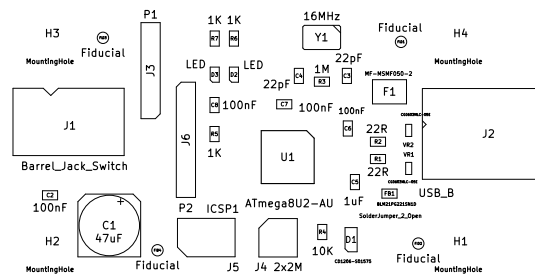 P1
1K 1K
16MHz
H3
R7 R6
Y1
H4
Fiducial
Fiducial
22pF
J3
LED LED
MountingHole
MountingHole
D3 D2
C4
1M
R3
C3
22pF
MF-MSMF050-2
F1
J1
C8
100nF
C7
100nF
100nF
J6
R5
C6
22R
R2
VR2
J2
Barrel_Jack_Switch
1K
U1
R1
VR1
22R
C5
C2
100nF
1uF
FB1
USB_B
BLM21PG221SN1D
P2
ICSP1
ATmega8U2-AU
SolderJumper_2_Open
C1
47uF
H2
R4
D1
H1
10K
Fiducial
Fiducial
MountingHole
J5
J4 2x2M
CD1206-S01575
MountingHole